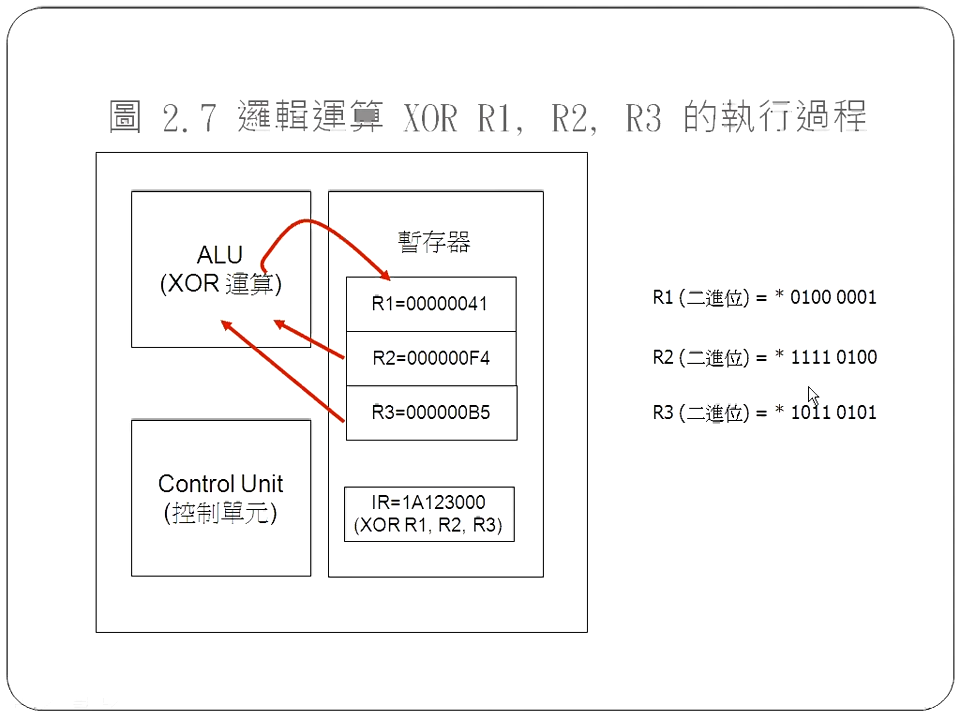 圖 2.7 邏輯運算 XOR R1, R2, R3 的執行過程
ALU
(XOR 運算)
暫存器
R1=00000041
R2=000000F4
R3=000000B5
Control Unit
(控制單元)
IR=1A123000
(XOR R1, R2, R3)
R1 (二進位) = * 0100 0001
R2 (二進位) = * 1111 0100
R3 (二進位) = * 1011 0101